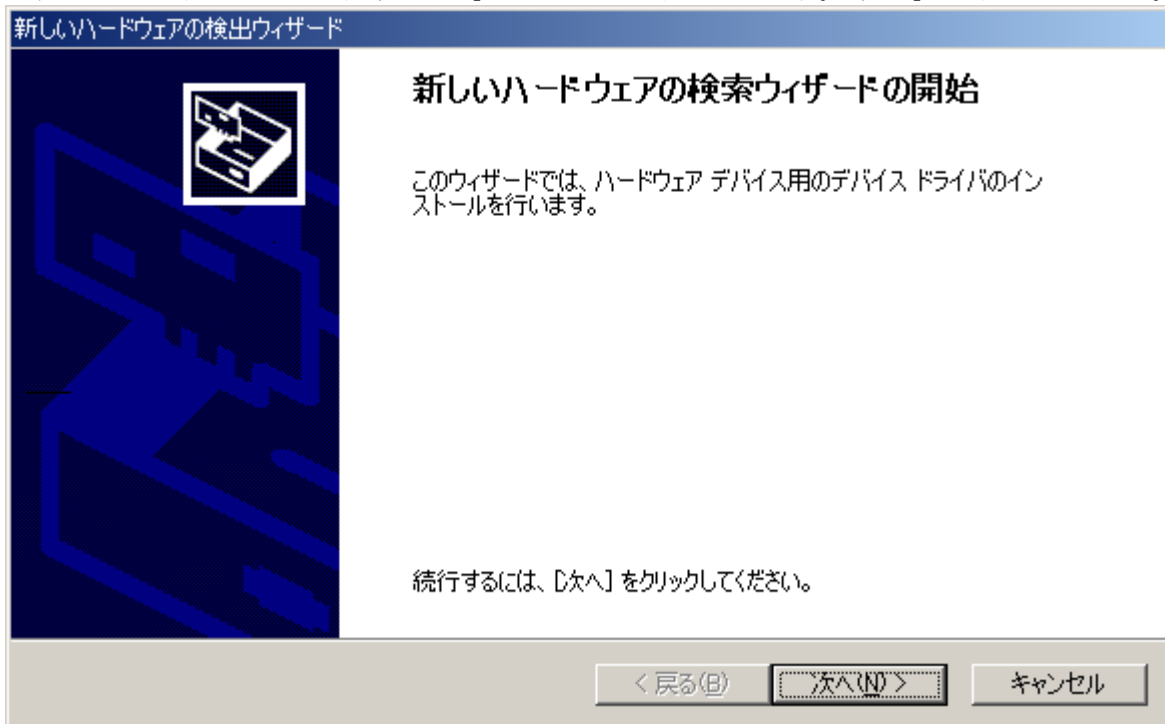 新しいハードウェアの検出ウィザード
新しいハードウェアの検索ウィザードの開始
このウィザードでは、ハードウェア デバイス用のデバイス ドライバのイン
ストールを行います。
続行するには、[次へ] をクリックしてください。
< 戻る(B)
次へ(N) >
キャンセル